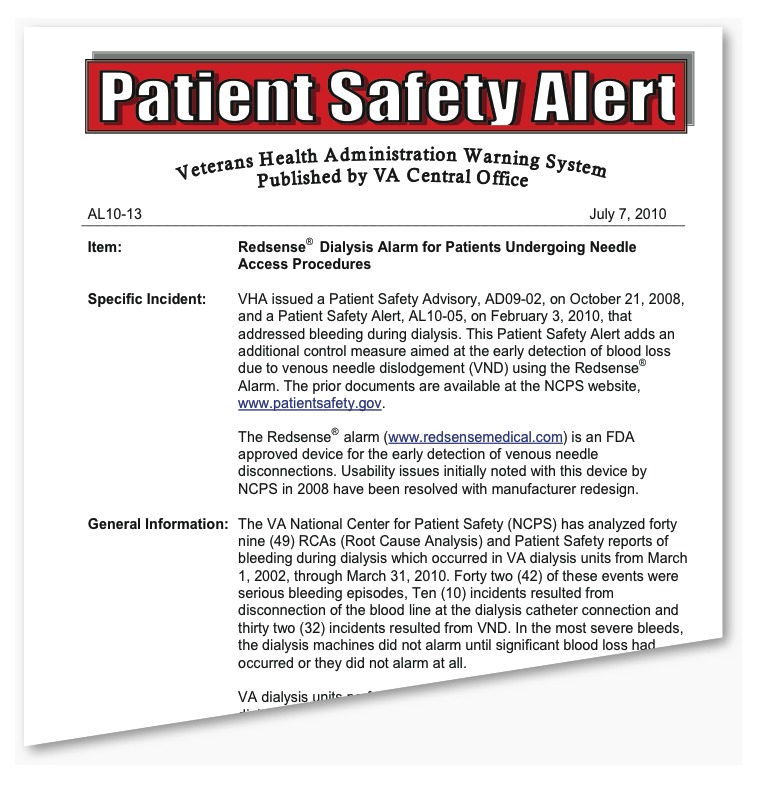 Patient Safety Alert
Veterans Health Administration Warning System
Published by VA Central Office
AL10-13 July 7, 2010
Item: Redsense® Dialysis Alarm for Patients Undergoing Needle
Access Procedures
Specific Incident: VHA issued a Patient Safety Advisory, AD09-02, on October 21, 2008,
and a Patient Safety Alert, AL10-05, on February 3, 2010, that
addressed bleeding during dialysis. This Patient Safety Alert adds an
additional control measure aimed at the early detection of blood loss
due to venous needle dislodgement (VND) using the Redsense®
Alarm. The prior documents are available at the NCPS website,
www.patientsafety.gov.
The Redsense® alarm (www.redsensemedical.com) is an FDA
approved device for the early detection of venous needle
disconnections. Usability issues initially noted with this device by
NCPS in 2008 have been resolved with manufacturer redesign.
General Information: The VA National Center for Patient Safety (NCPS) has analyzed forty
nine (49) RCAs (Root Cause Analysis) and Patient Safety reports of
bleeding during dialysis which occurred in VA dialysis units from March
1, 2002, through March 31, 2010. Forty two (42) of these events were
serious bleeding episodes, Ten (10) incidents resulted from
disconnection of the blood line at the dialysis catheter connection and
thirty two (32) incidents resulted from VND. In the most severe bleeds,
the dialysis machines did not alarm until significant blood loss had
occurred or they did not alarm at all.
VA dialysis units